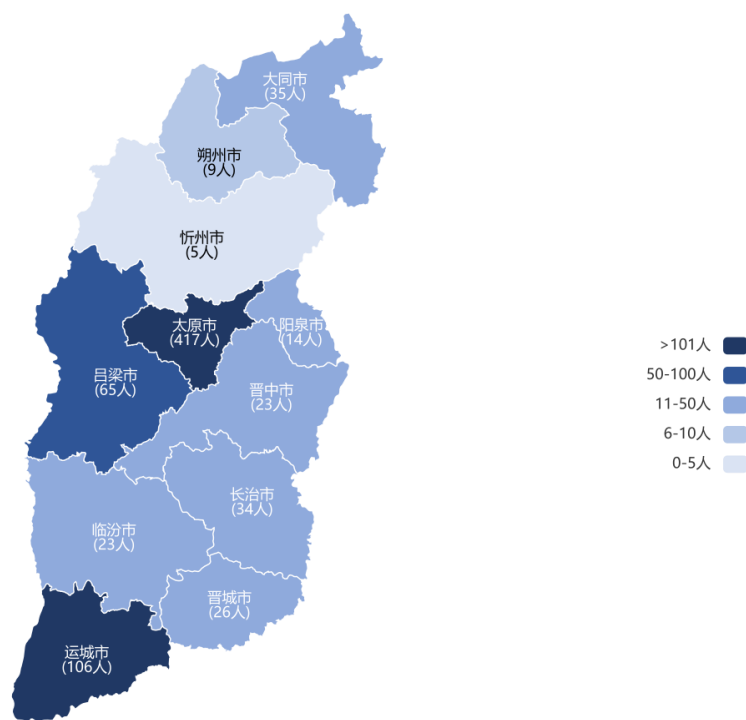 大同市
(35人)
朔州市
(9人)
忻州市
(5人)
太原市
(417人)
阳泉市
(14人)
吕梁市
(65人)
晋中市
(23人)
长治市
(34人)
临汾市
(23人)
晋城市
(26人)
运城市
(106人)
>101人
50-100人
11-50人
6-10人
0-5人